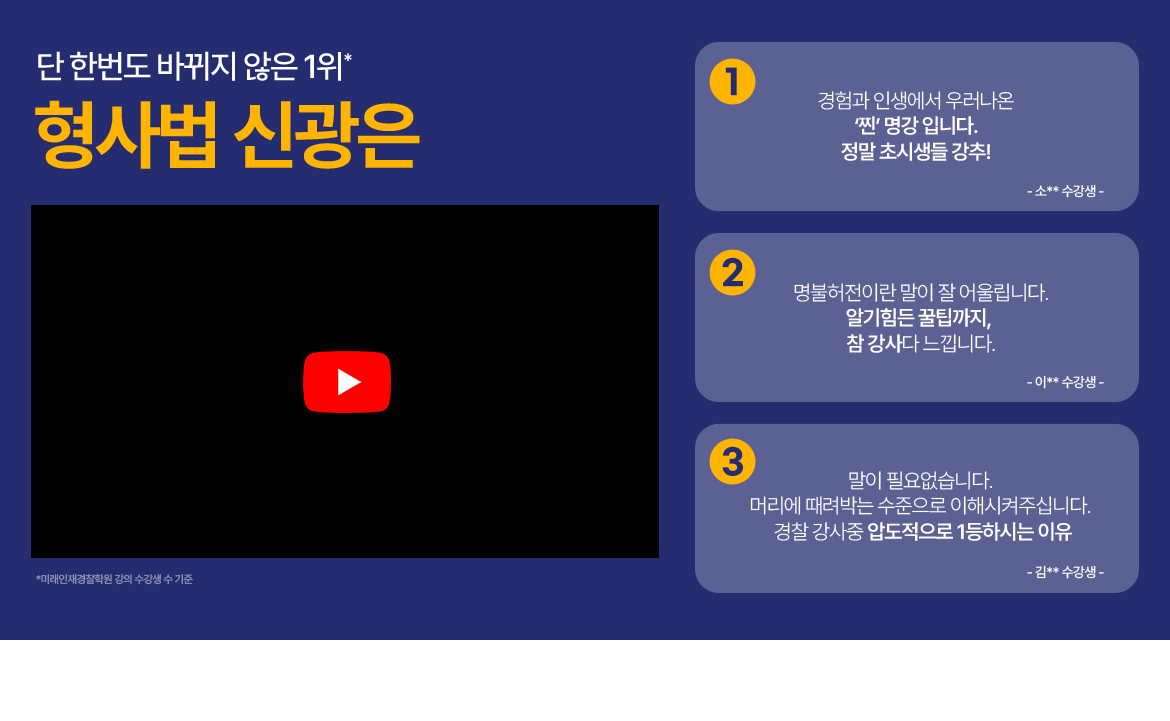 단 한번도 바뀌지 않은 1위*
형사법 신광은
*미래인재경찰학원 강의 수강생 수 기준
1
경험과 인생에서 우러나온
‘찐’ 명강 입니다.
정말 초시생들 강추!
- 소** 수강생 -
2
명불허전이란 말이 잘 어울립니다.
알기힘든 꿀팁까지,
참 강사다 느낍니다.
- 이** 수강생 -
3
말이 필요없습니다.
머리에 때려박는 수준으로 이해시켜주십니다.
경찰 강사중 압도적으로 1등하시는 이유
- 김** 수강생 -